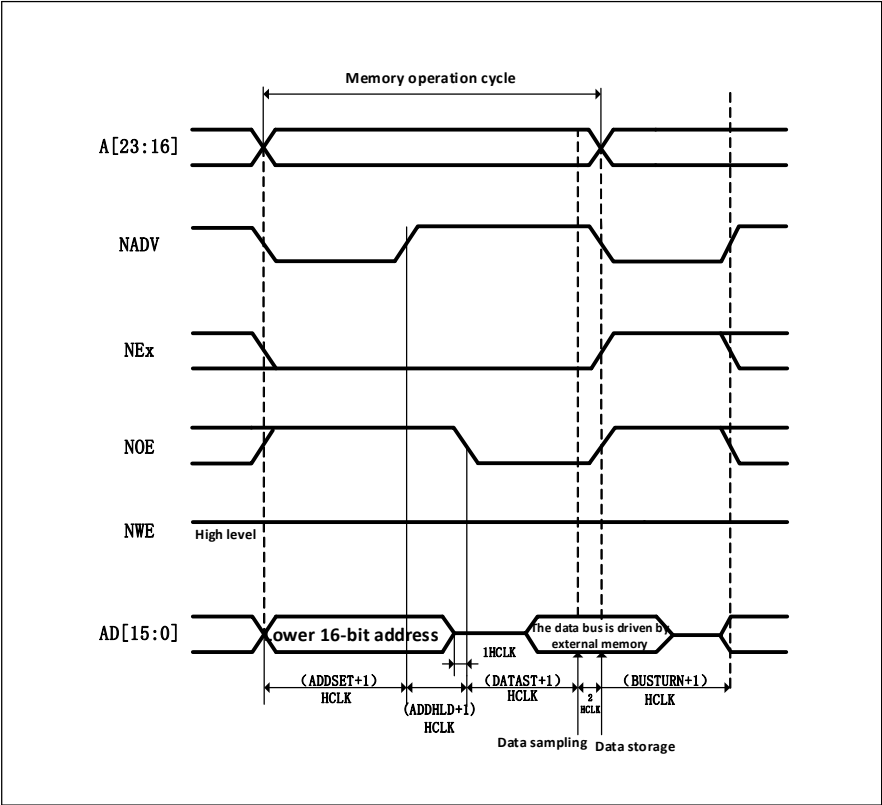 Memory operation cycle
A[23:16]
NADV
NEx
NOE
NWE
High level
AD[15:0]
Lower 16-bit address
The data bus is driven by
external memory
1HCLK
(ADDSET+1)
HCLK
(ADDHLD+1)
HCLK
(DATAST+1)
HCLK
2
HCLK
(BUSTURN+1)
HCLK
Data sampling
Data storage